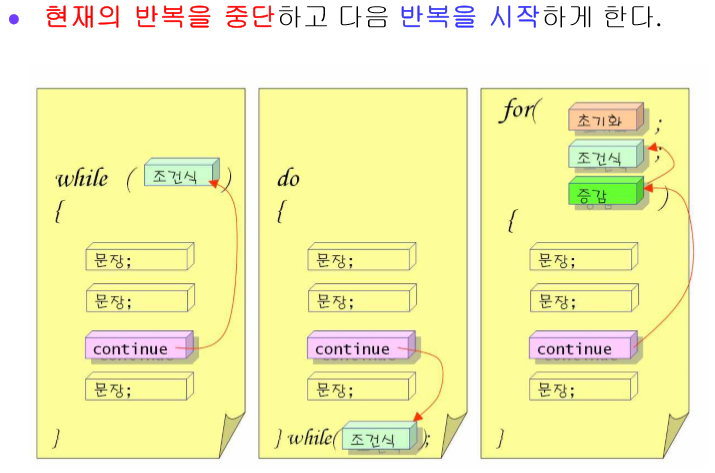 현재의 반복을 중단하고 다음 반복을 시작하게 한다.
while ( 조건식 )
{
문장;
문장;
continue
문장;
}
do
{
문장;
문장;
continue
문장;
} while( 조건식 );
for( 초기화 ;
조건식 ;
증감 )
{
문장;
문장;
continue
문장;
}